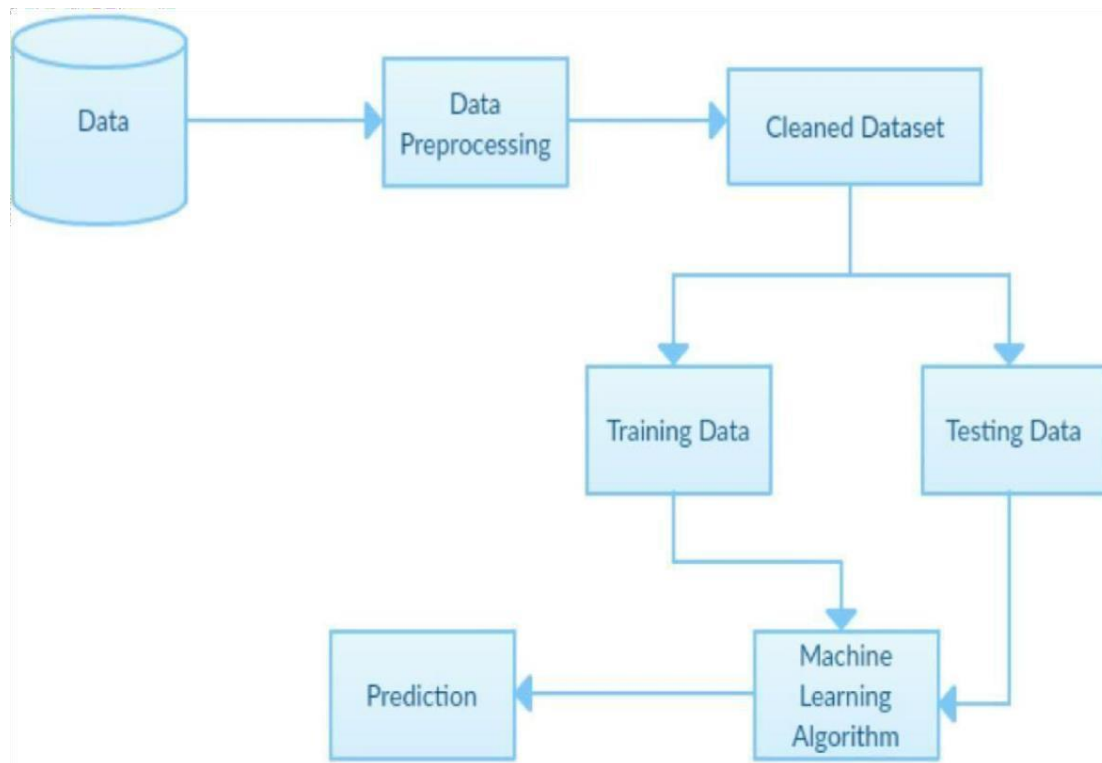 Data
Data
Preprocessing
Cleaned Dataset
Training Data
Testing Data
Machine
Learning
Algorithm
Prediction